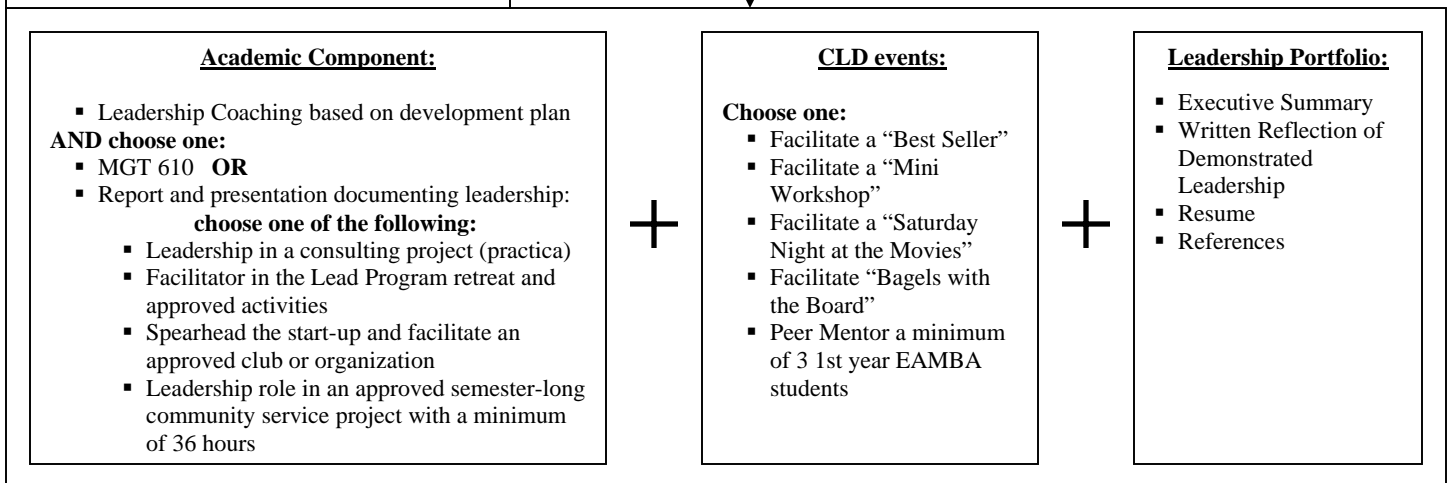 Academic Component:
▪ Leadership Coaching based on development plan
AND choose one:
▪ MGT 610 OR
▪ Report and presentation documenting leadership:
choose one of the following:
▪ Leadership in a consulting project (practica)
▪ Facilitator in the Lead Program retreat and
approved activities
▪ Spearhead the start-up and facilitate an
approved club or organization
▪ Leadership role in an approved semester-long
community service project with a minimum
of 36 hours
+
CLD events:
Choose one:
▪ Facilitate a “Best Seller”
▪ Facilitate a “Mini
Workshop”
▪ Facilitate a “Saturday
Night at the Movies”
▪ Facilitate “Bagels with
the Board”
▪ Peer Mentor a minimum
of 3 1st year EAMBA
students
+
Leadership Portfolio:
▪ Executive Summary
▪ Written Reflection of
Demonstrated
Leadership
▪ Resume
▪ References